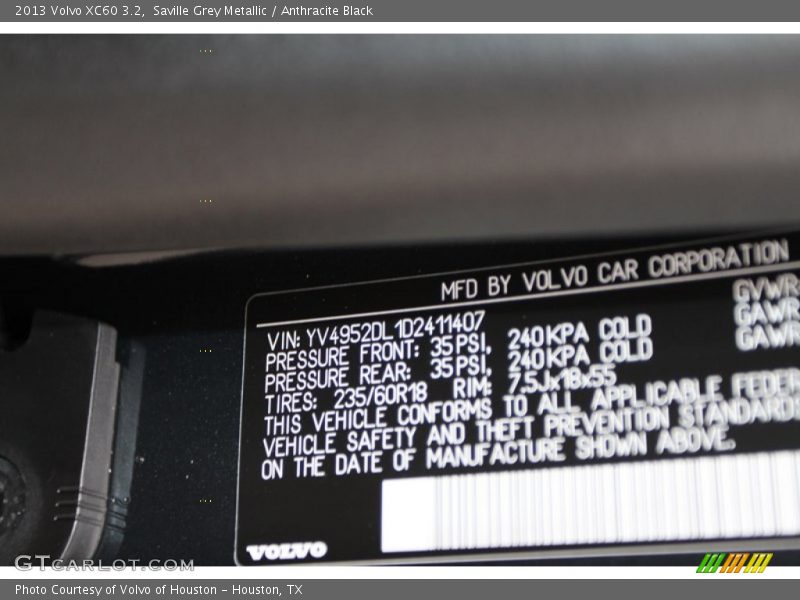 2013 Volvo XC60 3.2, Saville Grey Metallic / Anthracite Black
MFD BY VOLVO CAR CORPORATION
VIN: YV4952DL1D2411407
GVWR
PRESSURE FRONT: 35 PSI, 240 KPA COLD
GAWR
PRESSURE REAR: 35 PSI, 240 KPA COLD
GAWR
TIRES: 235/60R18 RIM: 7.5Jx18x55
THIS VEHICLE CONFORMS TO ALL APPLICABLE FEDER
VEHICLE SAFETY AND THEFT PREVENTION STANDARDS
ON THE DATE OF MANUFACTURE SHOWN ABOVE.
VOLVO
GTCARLOT.COM
Photo Courtesy of Volvo of Houston - Houston, TX